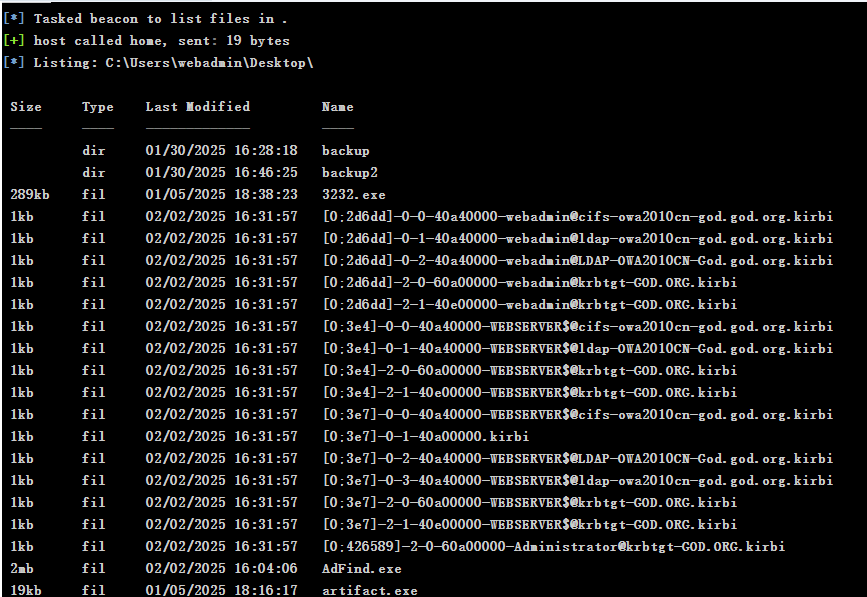 [*] Tasked beacon to list files in .
[+] host called home, sent: 19 bytes
[*] Listing: C:\Users\webadmin\Desktop\
Size Type Last Modified Name
---- ---- ------------- ----
dir 01/30/2025 16:28:18 backup
dir 01/30/2025 16:46:25 backup2
289kb fil 01/05/2025 18:38:23 3232.exe
1kb fil 02/02/2025 16:31:57 [0;2d6dd]-0-0-40a40000-webadmin@cifs-owa2010cn-god.god.org.kirbi
1kb fil 02/02/2025 16:31:57 [0;2d6dd]-0-1-40a40000-webadmin@ldap-owa2010cn-god.god.org.kirbi
1kb fil 02/02/2025 16:31:57 [0;2d6dd]-0-2-40a40000-webadmin@LDAP-OWA2010CN-God.god.org.kirbi
1kb fil 02/02/2025 16:31:57 [0;2d6dd]-2-0-60a00000-webadmin@krbtgt-GOD.ORG.kirbi
1kb fil 02/02/2025 16:31:57 [0;2d6dd]-2-1-40e00000-webadmin@krbtgt-GOD.ORG.kirbi
1kb fil 02/02/2025 16:31:57 [0;3e4]-0-0-40a40000-WEBSERVER$@cifs-owa2010cn-god.god.org.kirbi
1kb fil 02/02/2025 16:31:57 [0;3e4]-0-1-40a40000-WEBSERVER$@ldap-OWA2010CN-God.god.org.kirbi
1kb fil 02/02/2025 16:31:57 [0;3e4]-2-0-60a00000-WEBSERVER$@krbtgt-GOD.ORG.kirbi
1kb fil 02/02/2025 16:31:57 [0;3e4]-2-1-40e00000-WEBSERVER$@krbtgt-GOD.ORG.kirbi
1kb fil 02/02/2025 16:31:57 [0;3e7]-0-0-40a40000-WEBSERVER$@cifs-owa2010cn-god.god.org.kirbi
1kb fil 02/02/2025 16:31:57 [0;3e7]-0-1-40a00000.kirbi
1kb fil 02/02/2025 16:31:57 [0;3e7]-0-2-40a40000-WEBSERVER$@LDAP-OWA2010CN-God.god.org.kirbi
1kb fil 02/02/2025 16:31:57 [0;3e7]-0-3-40a40000-WEBSERVER$@ldap-owa2010cn-god.god.org.kirbi
1kb fil 02/02/2025 16:31:57 [0;3e7]-2-0-60a00000-WEBSERVER$@krbtgt-GOD.ORG.kirbi
1kb fil 02/02/2025 16:31:57 [0;3e7]-2-1-40e00000-WEBSERVER$@krbtgt-GOD.ORG.kirbi
1kb fil 02/02/2025 16:31:57 [0;426589]-2-0-60a00000-Administrator@krbtgt-GOD.ORG.kirbi
2mb fil 02/02/2025 16:04:06 AdFind.exe
19kb fil 01/05/2025 18:16:17 artifact.exe